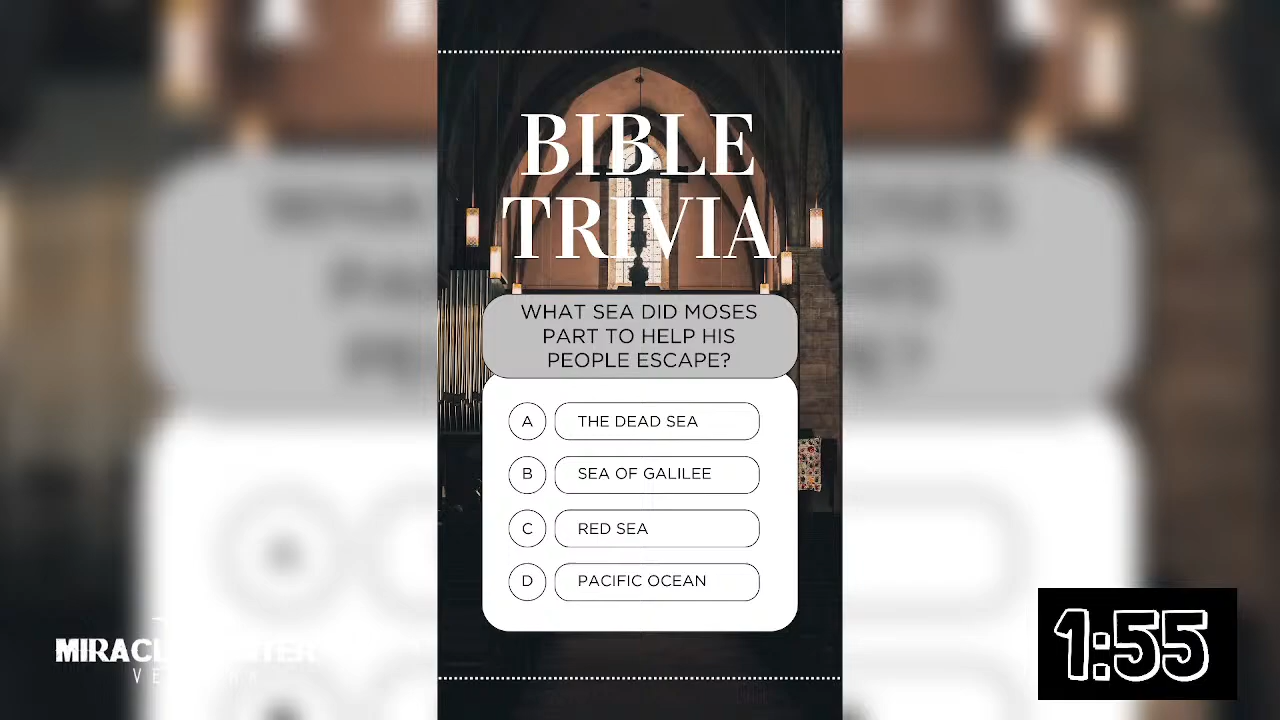 BIBLE
TRIVIA
WHAT SEA DID MOSES
PART TO HELP HIS
PEOPLE ESCAPE?
A THE DEAD SEA
B SEA OF GALILEE
C RED SEA
D PACIFIC OCEAN
1:55